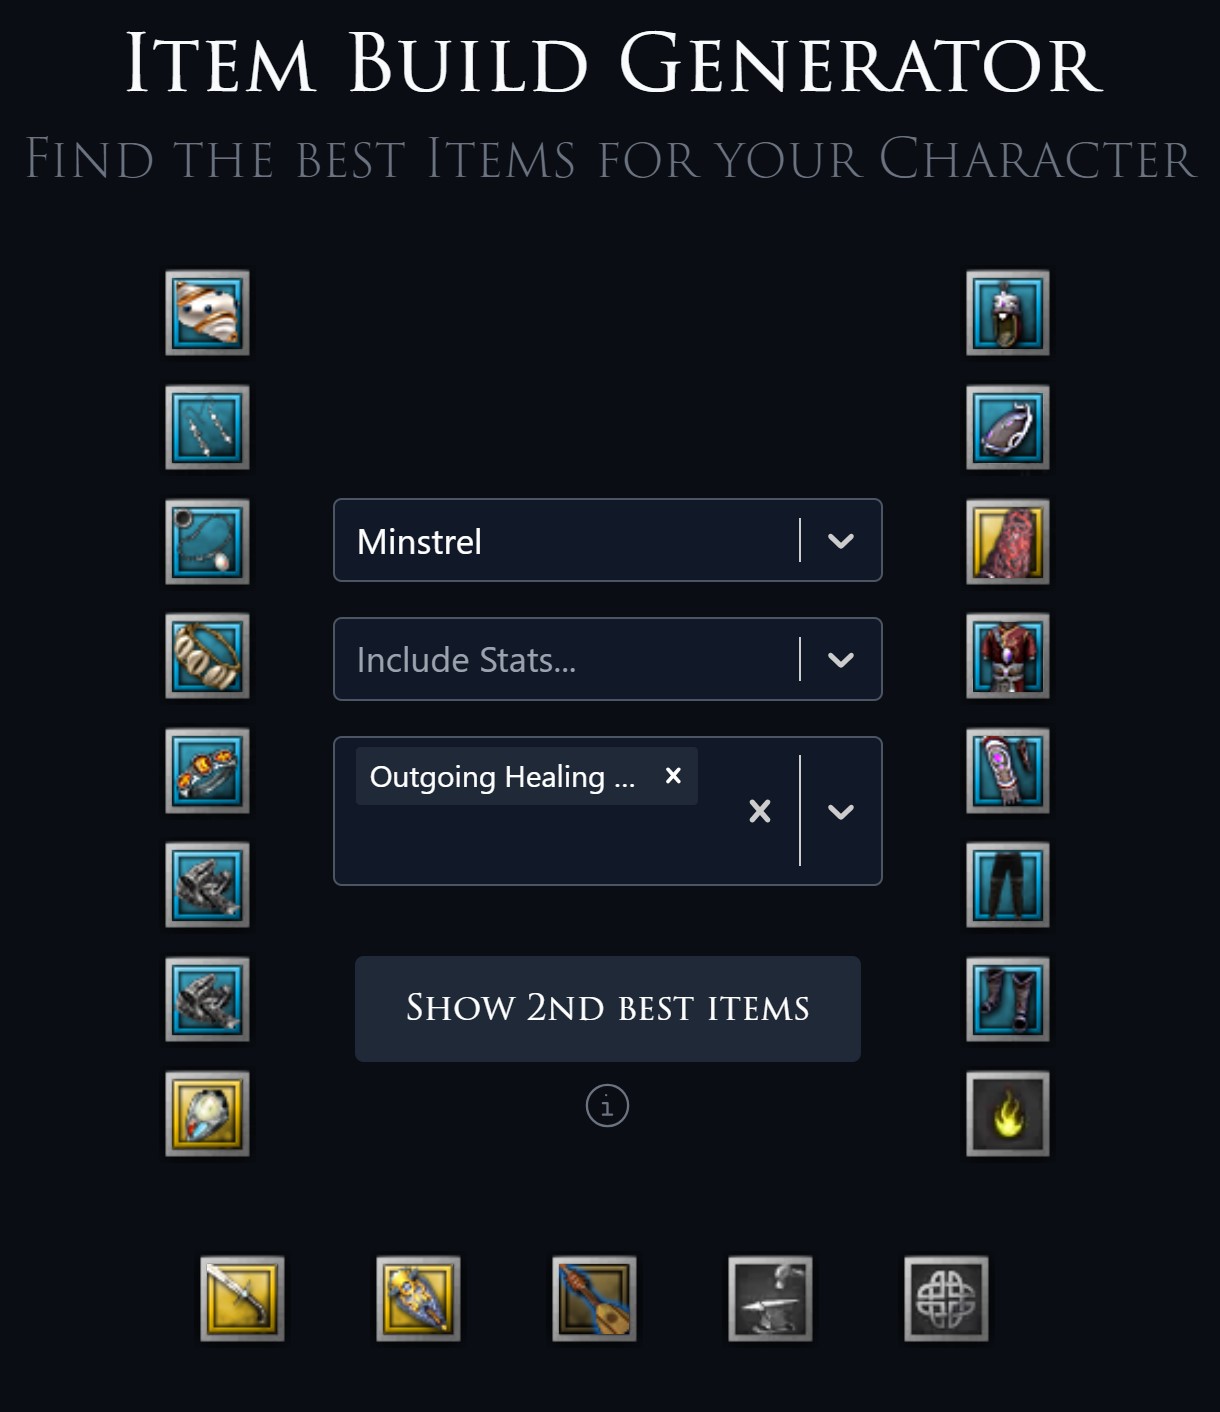 Item Build Generator
Find the best Items for your Character
Minstrel
Include Stats...
Outgoing Healing ...
Show 2nd best items